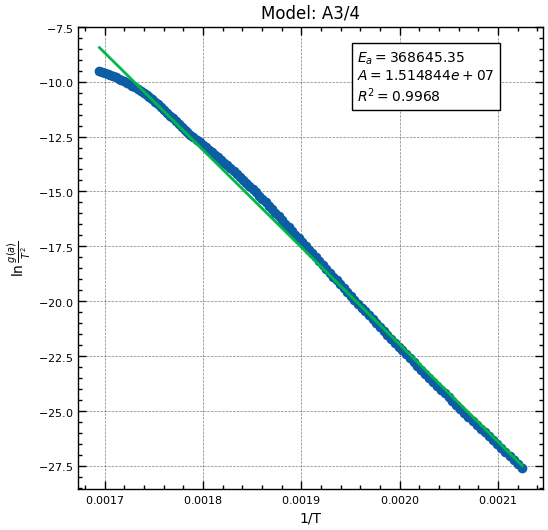 Model: A3/4
−7.5
−10.0
−12.5
−15.0
−17.5
−20.0
−22.5
−25.0
−27.5
ln g(a)/T²
E_a = 368645.35
A = 1.514844e + 07
R² = 0.9968
0.0017 0.0018 0.0019 0.0020 0.0021
1/T